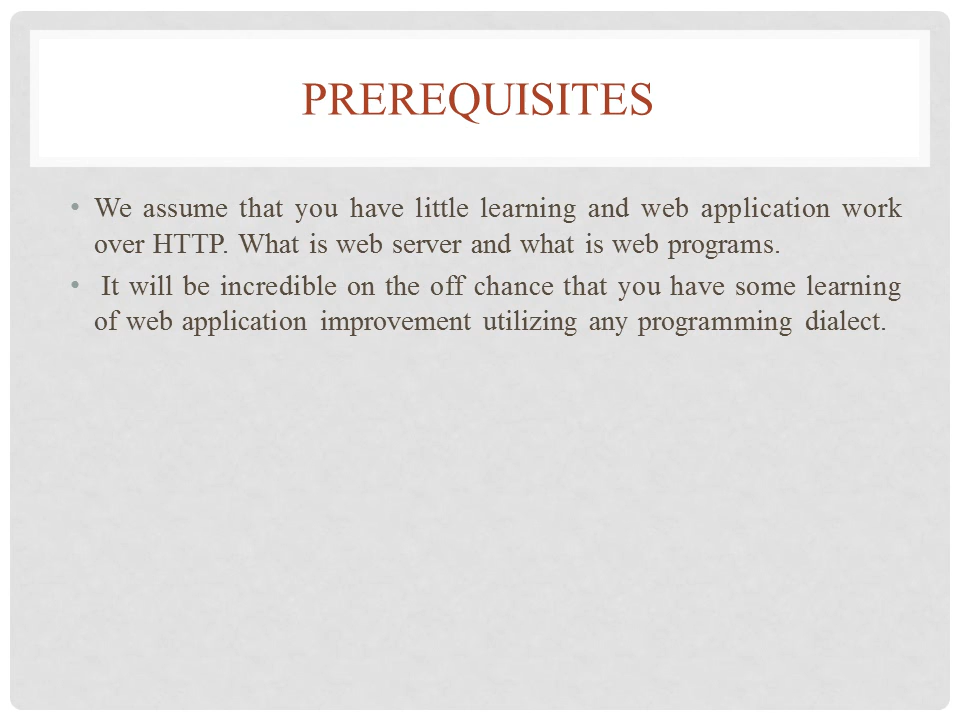 PREREQUISITES
• We assume that you have little learning and web application work
over HTTP. What is web server and what is web programs.
• It will be incredible on the off chance that you have some learning
of web application improvement utilizing any programming dialect.